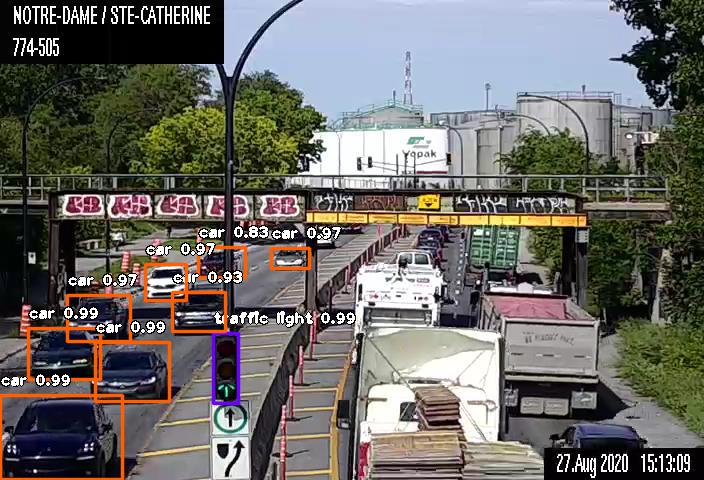 NOTRE-DAME / STE-CATHERINE
774-505
Vopak
car 0.83
car 0.97
car 0.97
car 0.97
car 0.93
car 0.99
car 0.99
traffic light 0.99
car 0.99
27.Aug 2020 15:13:09